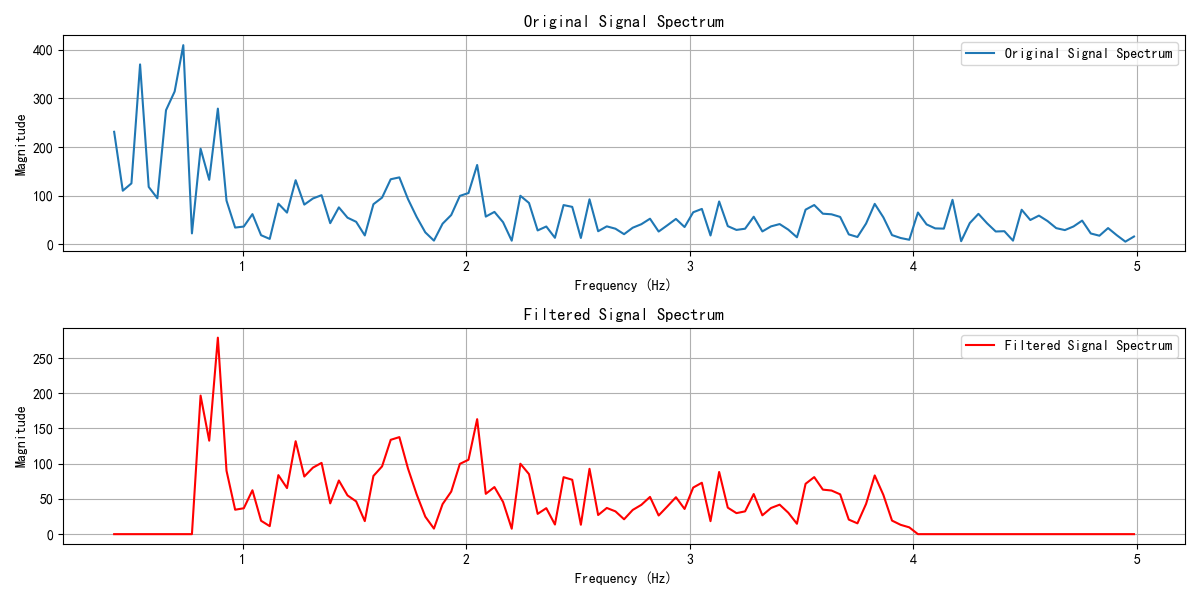 Original Signal Spectrum
Original Signal Spectrum
400
300
200
100
0
Magnitude
1 2 3 4 5
Frequency (Hz)
Filtered Signal Spectrum
Filtered Signal Spectrum
250
200
150
100
50
0
Magnitude
1 2 3 4 5
Frequency (Hz)